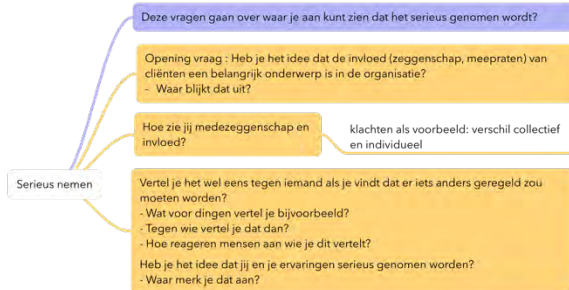 Deze vragen gaan over waar je aan kunt zien dat het serieus genomen wordt?
Opening vraag : Heb je het idee dat de invloed (zeggenschap, meepraten) van
cliënten een belangrijk onderwerp is in de organisatie?
- Waar blijkt dat uit?
Hoe zie jij medezeggenschap en
invloed?
klachten als voorbeeld: verschil collectief
en individueel
Serieus nemen
Vertel je het wel eens tegen iemand als je vindt dat er iets anders geregeld zou
moeten worden?
- Wat voor dingen vertel je bijvoorbeeld?
- Tegen wie vertel je dat dan?
- Hoe reageren mensen aan wie je dit vertelt?
Heb je het idee dat jij en je ervaringen serieus genomen worden?
- Waar merk je dat aan?